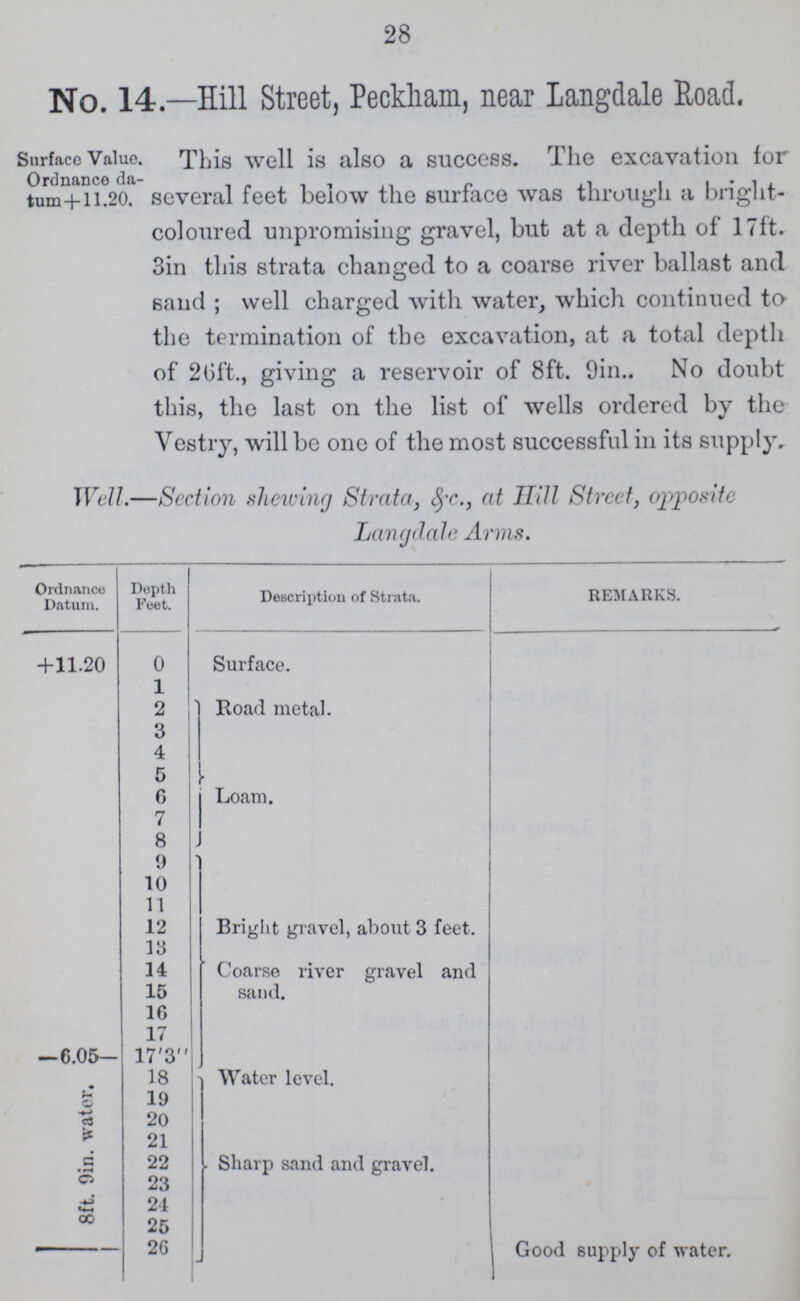 28
No. 14.—Hill Street, Peckham, near Langdale Road.
Surface Value.
Ordnance da-
tum+11.20.
This well is also a success. The excavation for
several feet below the surface was through a bright-
coloured unpromising gravel, but at a depth of 17ft.
3in this strata changed to a coarse river ballast and
sand ; well charged with water, which continued to
the termination of the excavation, at a total depth
of 26ft., giving a reservoir of 8ft. 9in.. No doubt
this, the last on the list of wells ordered by the
Vestry, will be one of the most successful in its supply.
Well.—Section shewing Strata, &c., at Hill Street, opposite
Langdale Arms.
Ordnance Datum. Depth Feet. Description of Strata. REMARKS.
+11.20 0 Surface.
1
2 Road metal.
3
4
5
6 Loam.
7
8
9
10
11
12 Bright gravel, about 3 feet.
13
14 Coarse river gravel and
15 sand.
16
17
—6.05— 17'3"
18 Water level.
19
20
21
22 Sharp sand and gravel.
23
24
25
26 Good supply of water.
8ft. 9in. water.